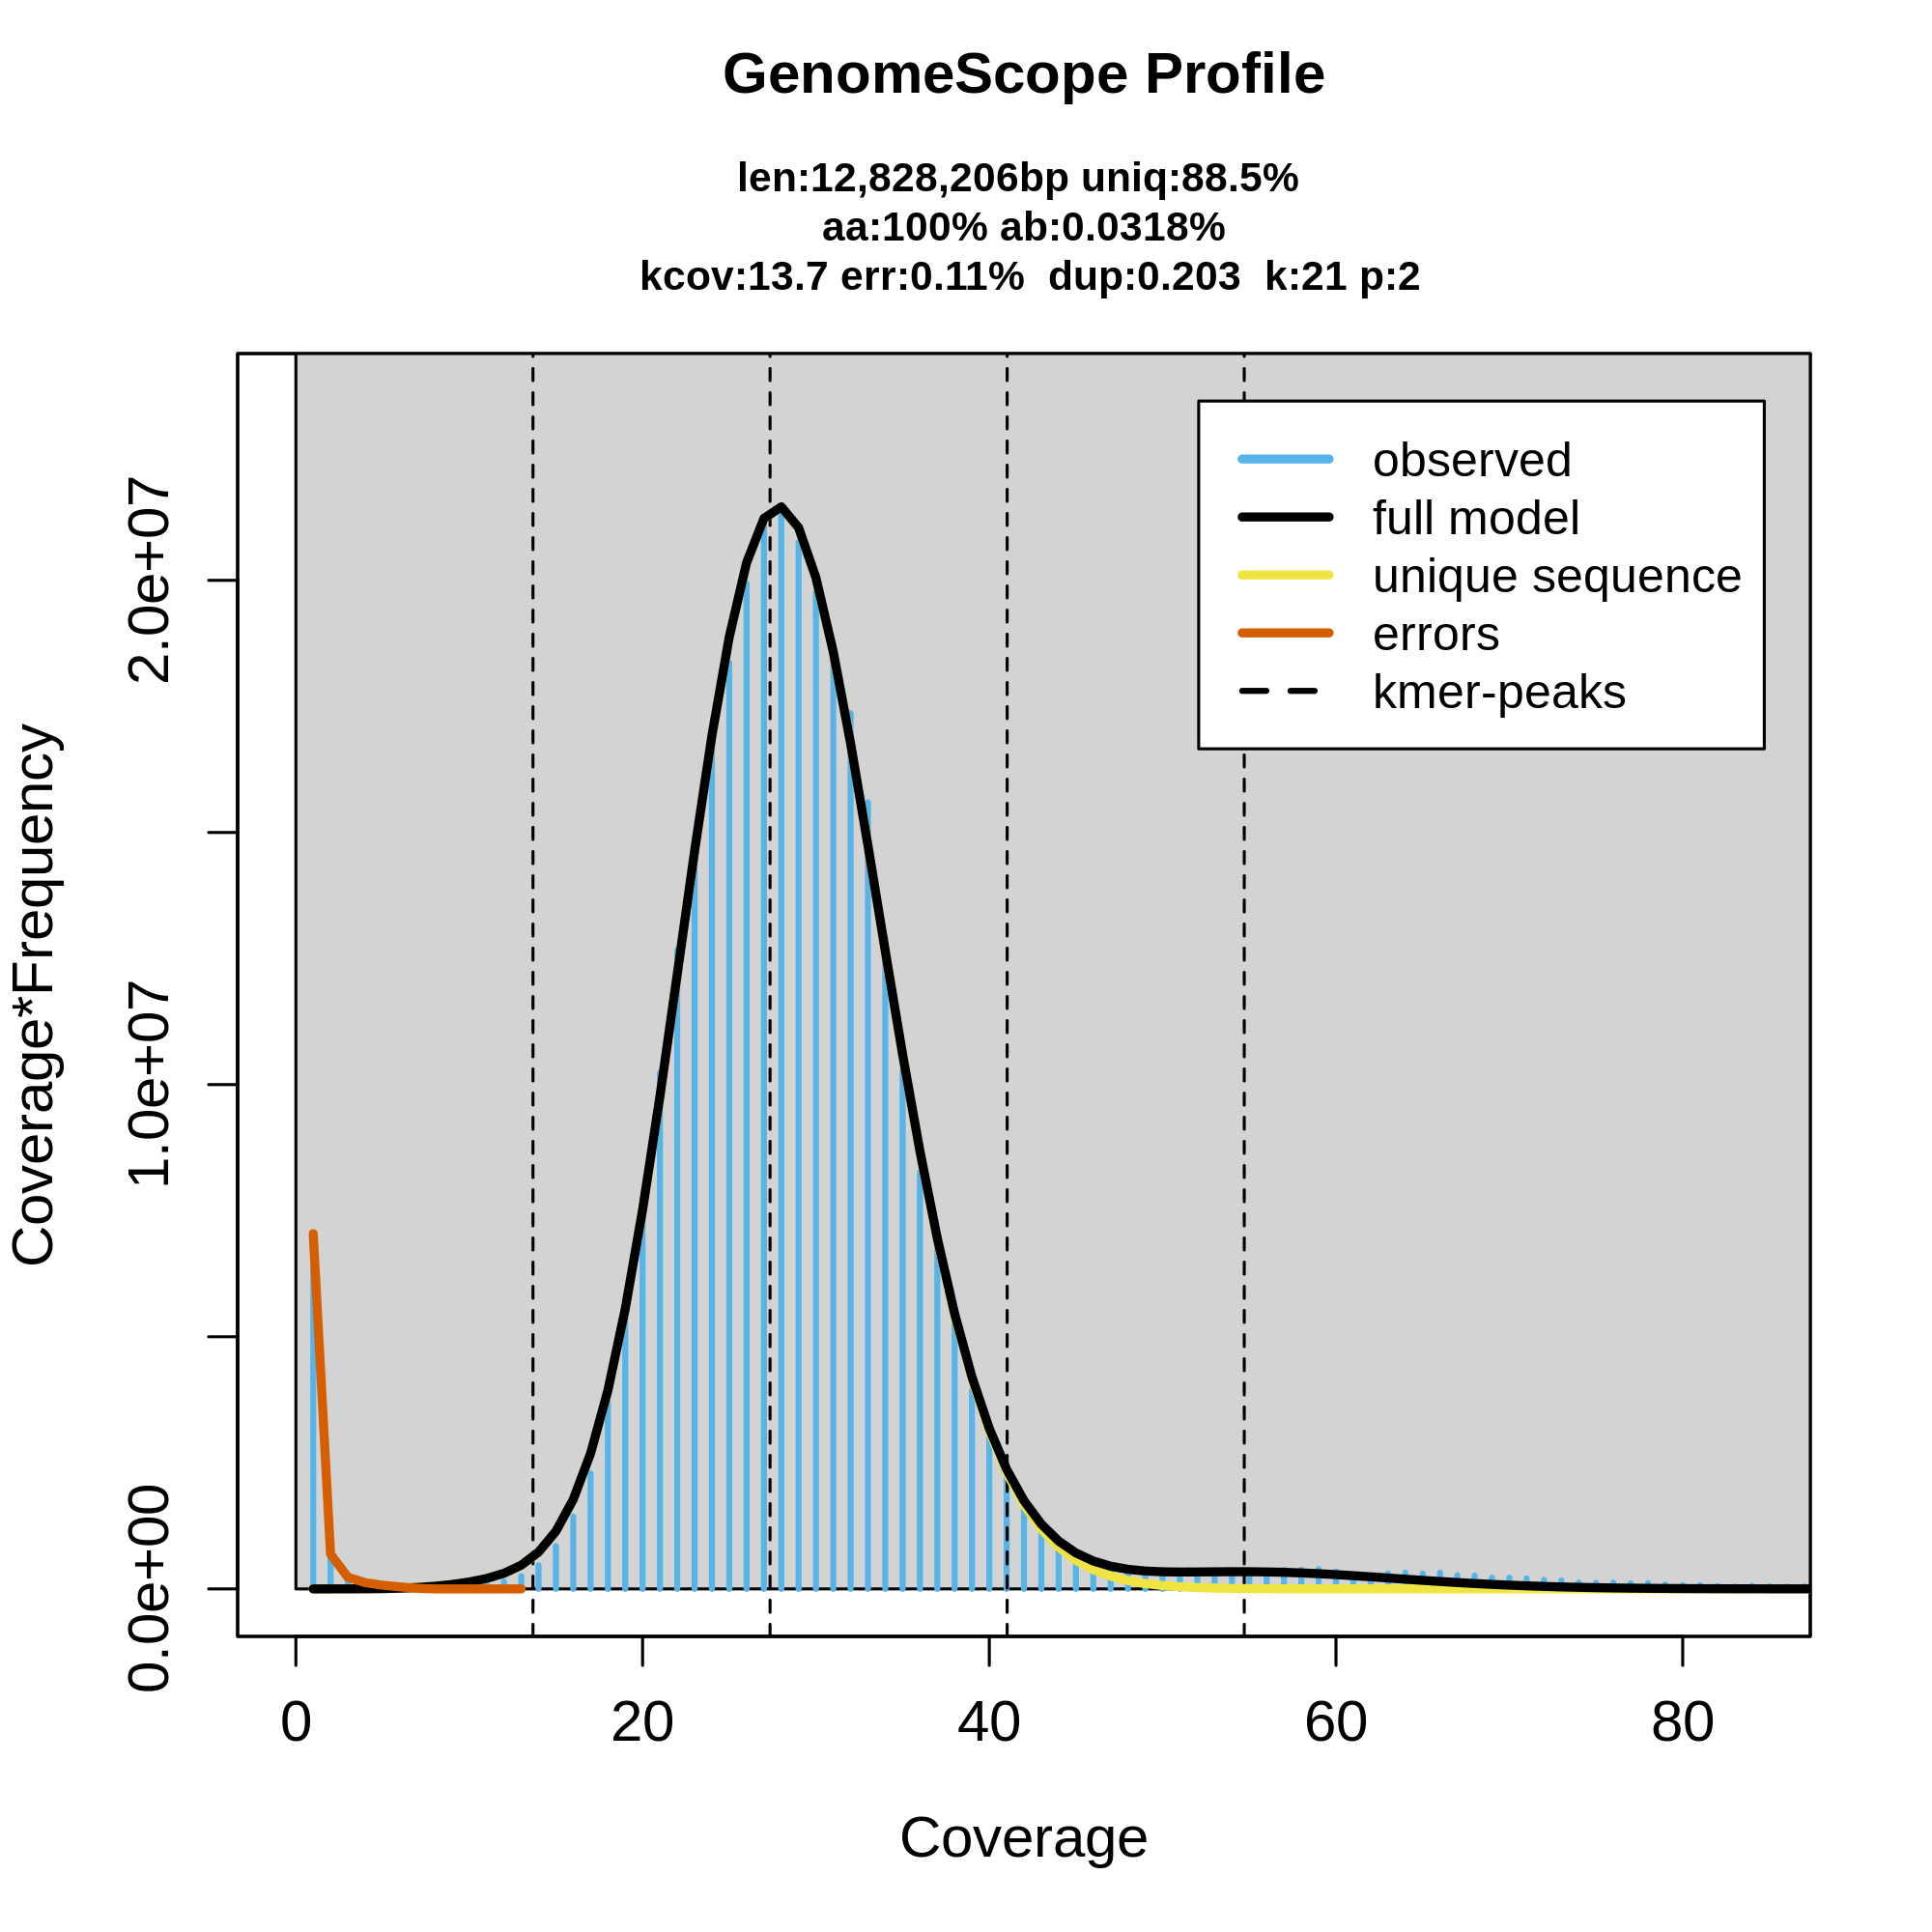 GenomeScope Profile
len:12,828,206bp uniq:88.5%
aa:100% ab:0.0318%
kcov:13.7 err:0.11%  dup:0.203  k:21 p:2
observed
full model
unique sequence
errors
kmer-peaks
Coverage*Frequency
2.0e+07
1.0e+07
0.0e+00
0 20 40 60 80
Coverage